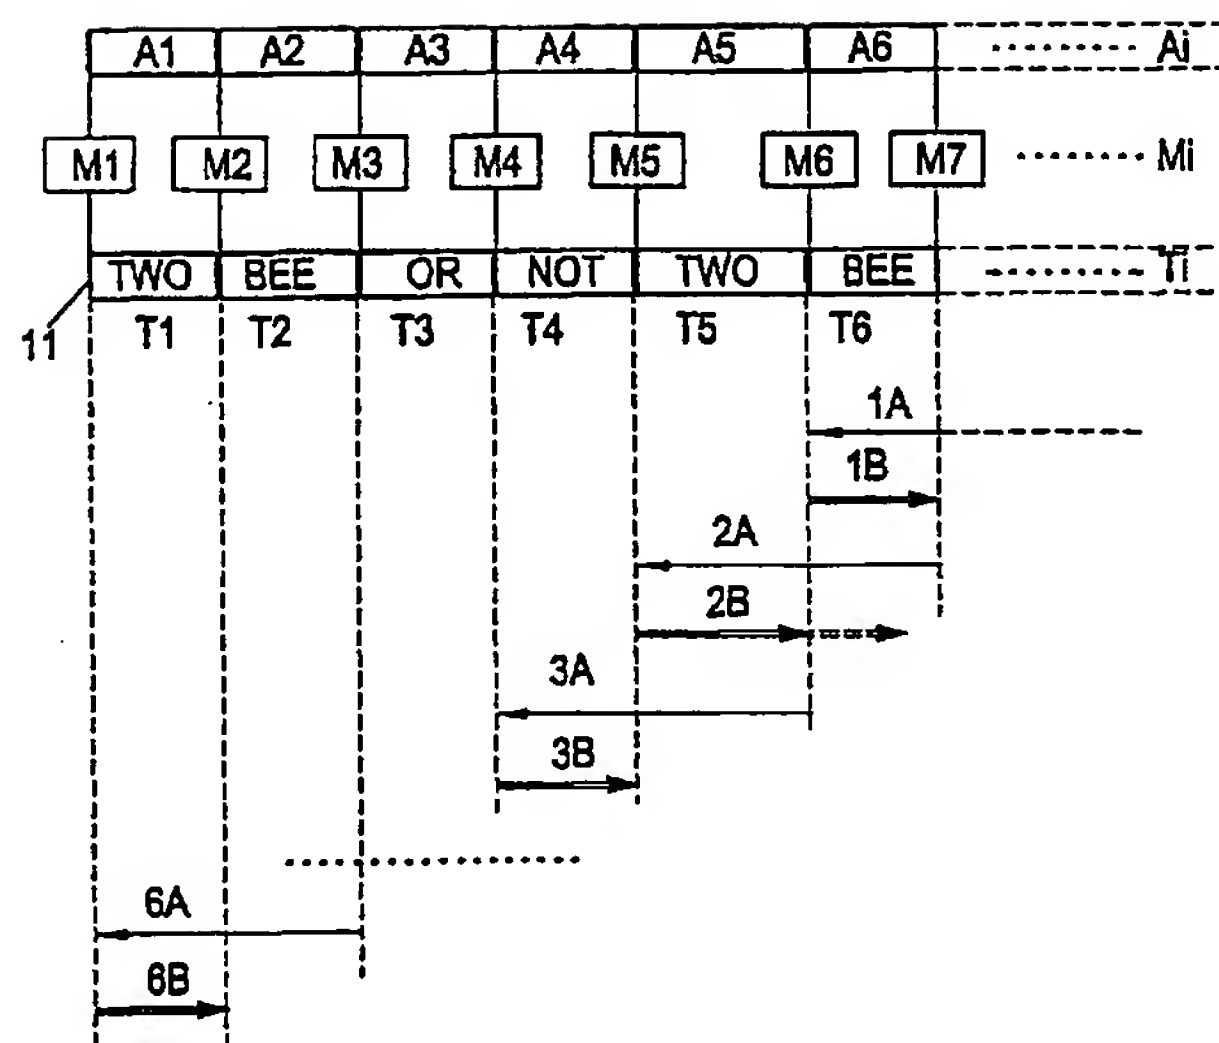 A1 A2 A3 A4 A5 A6 Ai
M1 M2 M3 M4 M5 M6 M7 Mi
TWO BEE OR NOT TWO BEE Ti
11 T1 T2 T3 T4 T5 T6
1A
1B
2A
2B
3A
3B
6A
6B